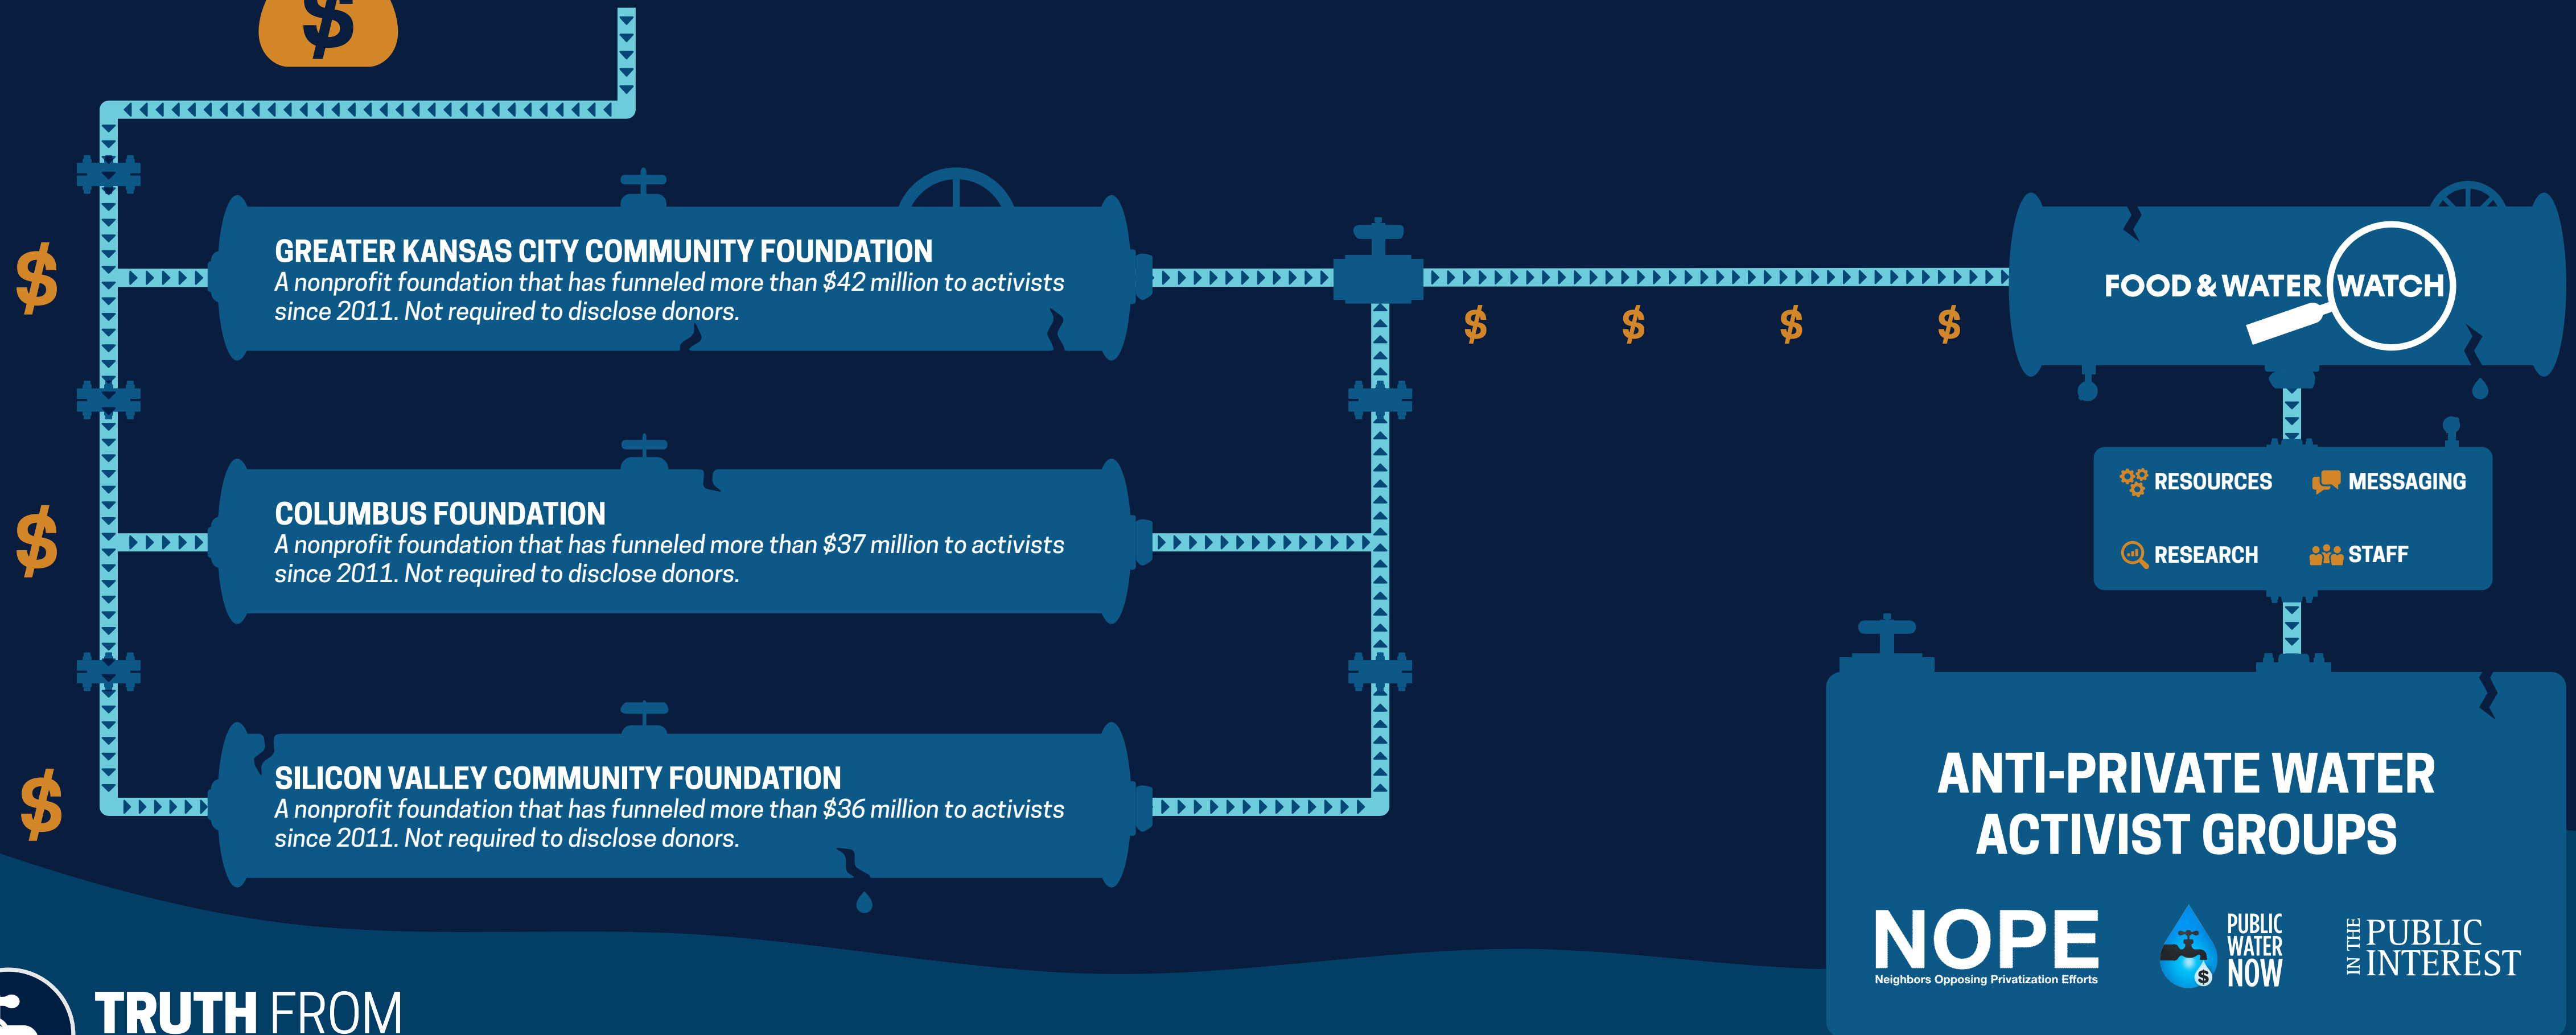 $
$
GREATER KANSAS CITY COMMUNITY FOUNDATION
A nonprofit foundation that has funneled more than $42 million to activists
since 2011. Not required to disclose donors.
$ $ $ $
FOOD & WATER WATCH
$
COLUMBUS FOUNDATION
A nonprofit foundation that has funneled more than $37 million to activists
since 2011. Not required to disclose donors.
RESOURCES
MESSAGING
RESEARCH
STAFF
$
SILICON VALLEY COMMUNITY FOUNDATION
A nonprofit foundation that has funneled more than $36 million to activists
since 2011. Not required to disclose donors.
ANTI-PRIVATE WATER
ACTIVIST GROUPS
NOPE
Neighbors Opposing Privatization Efforts
$
PUBLIC
WATER
NOW
IN THE
PUBLIC
INTEREST
TRUTH FROM